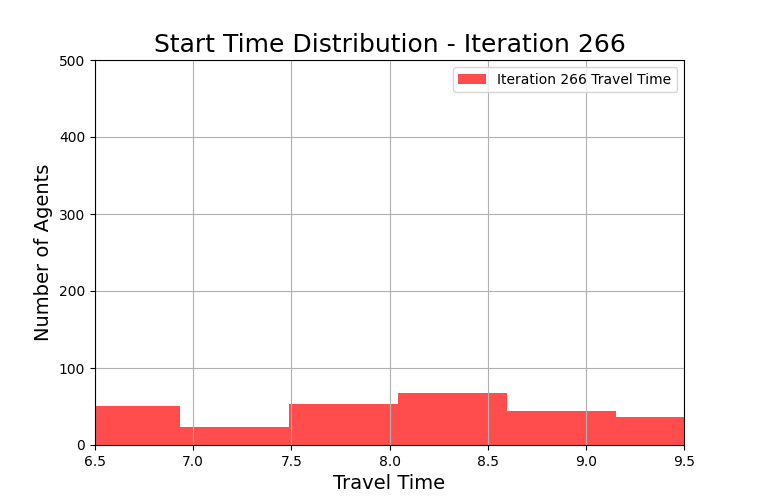 Start Time Distribution - Iteration 266
500
Iteration 266 Travel Time
400
300
200
100
0
Number of Agents
6.5 7.0 7.5 8.0 8.5 9.0 9.5
Travel Time